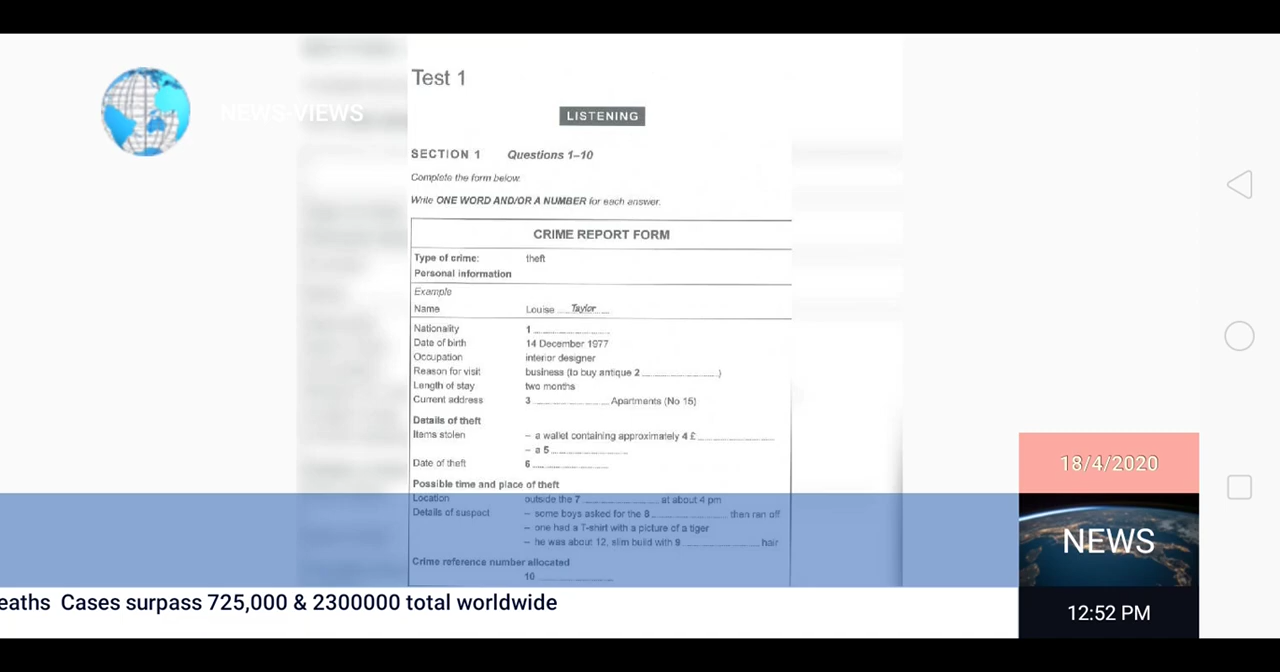 NEWS-VIEWS
Test 1
LISTENING
SECTION 1 Questions 1–10
Complete the form below.
Write ONE WORD AND/OR A NUMBER for each answer.
CRIME REPORT FORM
Type of crime: theft
Personal information
Example
Name Louise Taylor
Nationality 1
Date of birth 14 December 1977
Occupation interior designer
Reason for visit business (to buy antique 2 )
Length of stay two months
Current address 3 Apartments (No 15)
Details of theft
Items stolen – a wallet containing approximately 4 £
– a 5
Date of theft 6
Possible time and place of theft
Location outside the 7 at about 4 pm
Details of suspect – some boys asked for the 8 then ran off
– one had a T-shirt with a picture of a tiger
– he was about 12, slim build with 9 hair
Crime reference number allocated
10
18/4/2020
NEWS
12:52 PM
eaths Cases surpass 725,000 & 2300000 total worldwide